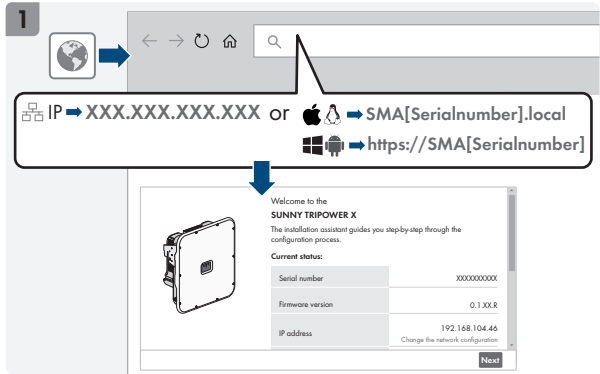 1
IP XXX.XXX.XXX.XXX or SMA[Serialnumber].local
https://SMA[Serialnumber]
Welcome to the
SUNNY TRIPOWER X
The installation assistant guides you step-by-step through the
configuration process.
Current status:
Serial number XXXXXXXXXX
Firmware version 0.1.XX.R
IP address 192.168.104.46
Change the network configuration
Next